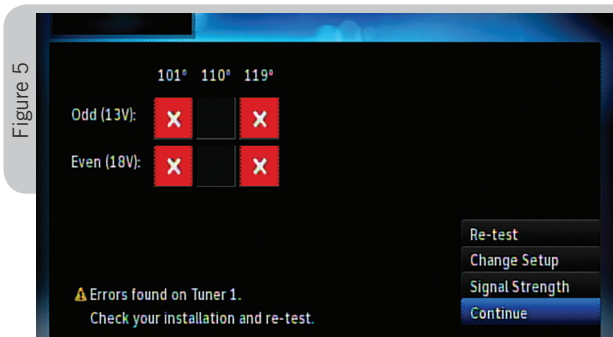 Figure 5
101° 110° 119°
Odd (13V): X X
Even (18V): X X
Re-test
Change Setup
Signal Strength
Continue
Errors found on Tuner 1.
Check your installation and re-test.